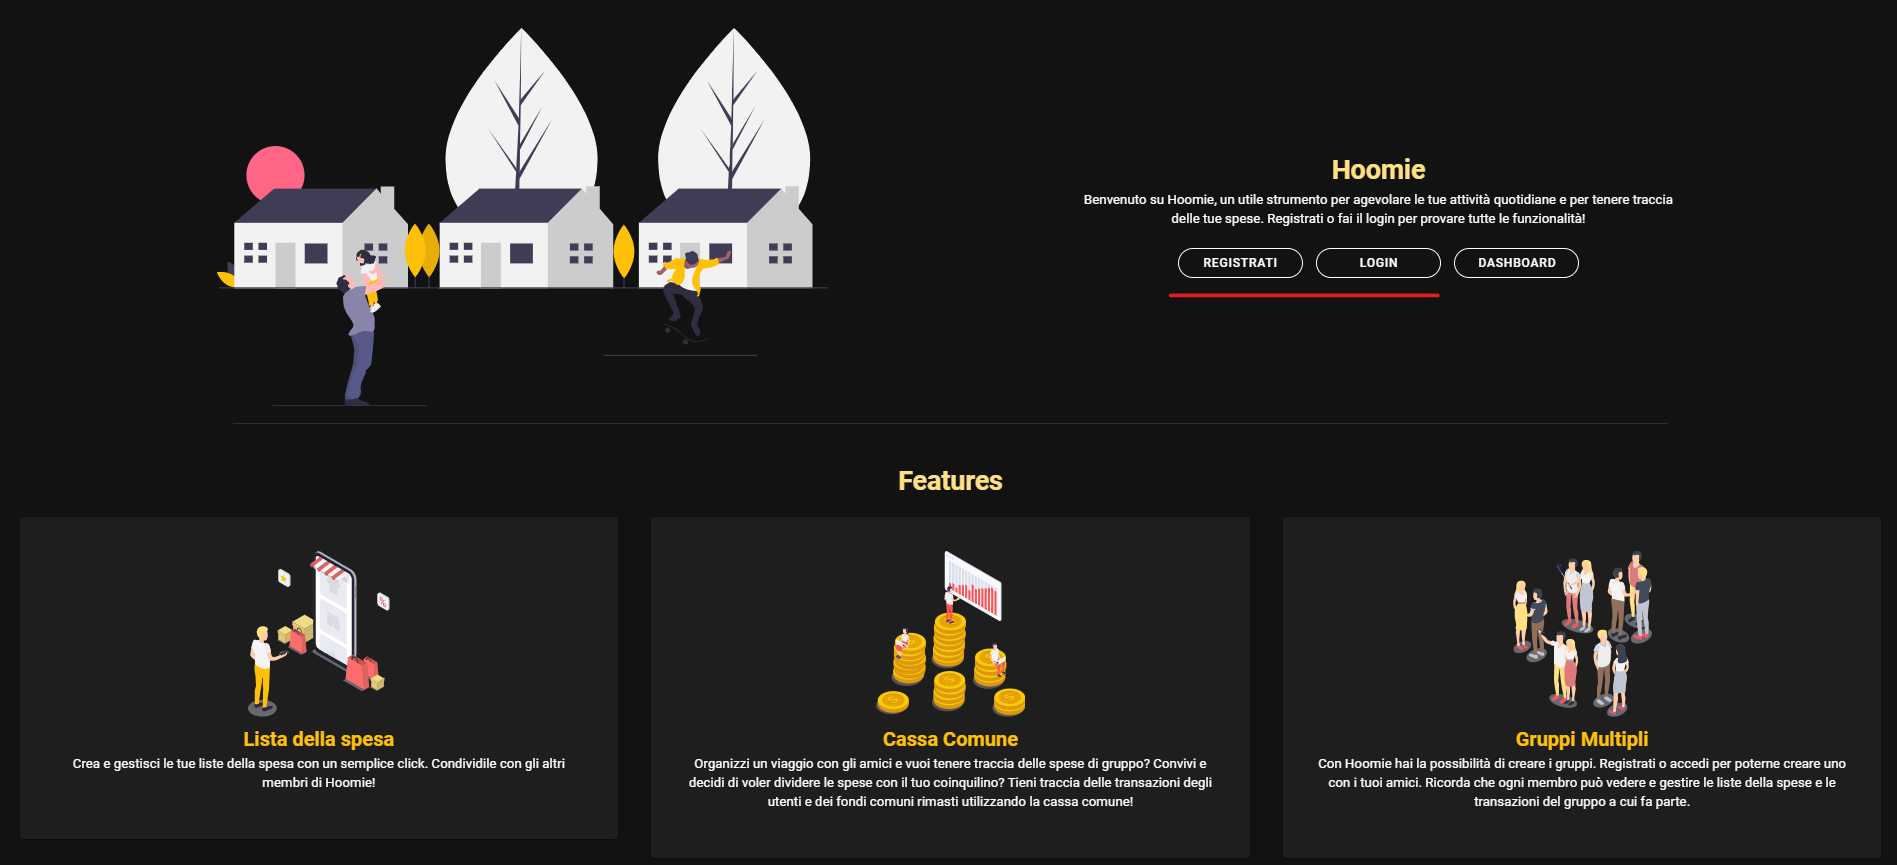 Hoomie
Benvenuto su Hoomie, un utile strumento per agevolare le tue attività quotidiane e per tenere traccia
delle tue spese. Registrati o fai il login per provare tutte le funzionalità!
REGISTRATI
LOGIN
DASHBOARD
Features
Lista della spesa
Crea e gestisci le tue liste della spesa con un semplice click. Condividile con gli altri
membri di Hoomie!
Cassa Comune
Organizzi un viaggio con gli amici e vuoi tenere traccia delle spese di gruppo? Convivi e
decidi di voler dividere le spese con il tuo coinquilino? Tieni traccia delle transazioni degli
utenti e dei fondi comuni rimasti utilizzando la cassa comune!
Gruppi Multipli
Con Hoomie hai la possibilità di creare i gruppi. Registrati o accedi per poterne creare uno
con i tuoi amici. Ricorda che ogni membro può vedere e gestire le liste della spesa e le
transazioni del gruppo a cui fa parte.